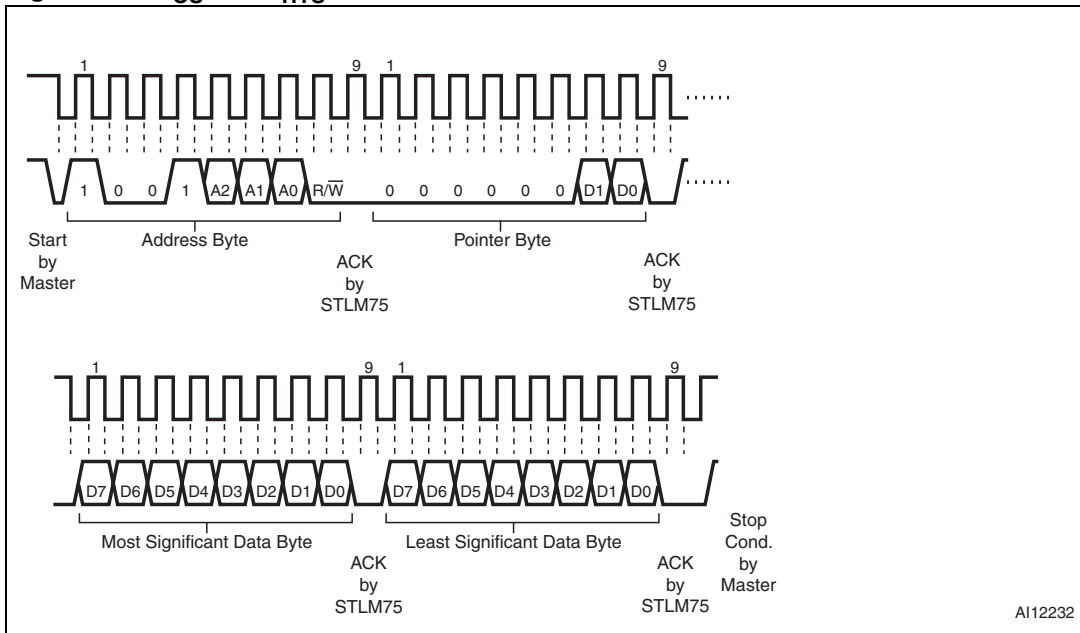 1 9 1 9
1 0 0 1 A2 A1 A0 R/W̅ 0 0 0 0 0 0 D1 D0
Address Byte Pointer Byte
Start
by
Master
ACK
by
STLM75
ACK
by
STLM75
1 9 1 9
D7 D6 D5 D4 D3 D2 D1 D0 D7 D6 D5 D4 D3 D2 D1 D0
Most Significant Data Byte Least Significant Data Byte
ACK
by
STLM75
ACK
by
STLM75
Stop
Cond.
by
Master
AI12232